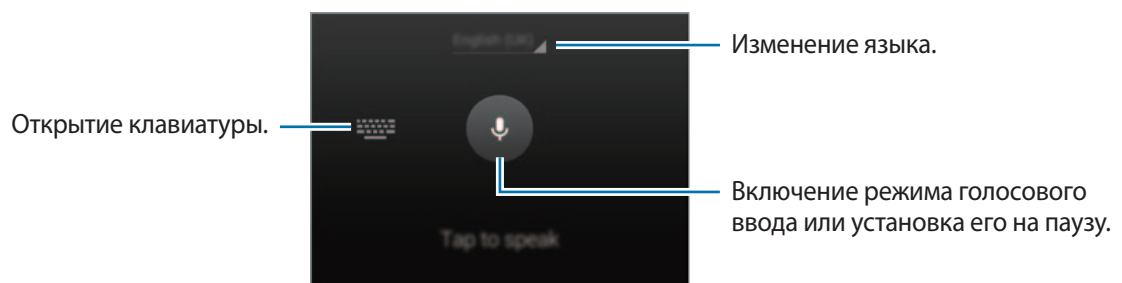 English (UK)
Изменение языка.
Открытие клавиатуры.
Включение режима голосового
ввода или установка его на паузу.
Tap to speak